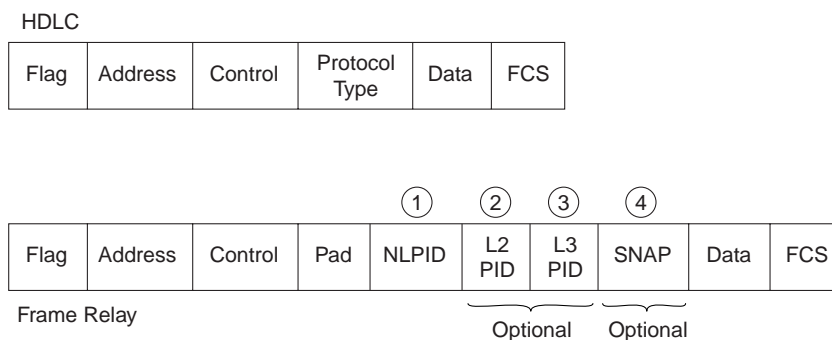 HDLC
Flag Address Control Protocol Type Data FCS
1 2 3 4
Flag Address Control Pad NLPID L2 PID L3 PID SNAP Data FCS
Frame Relay
Optional Optional